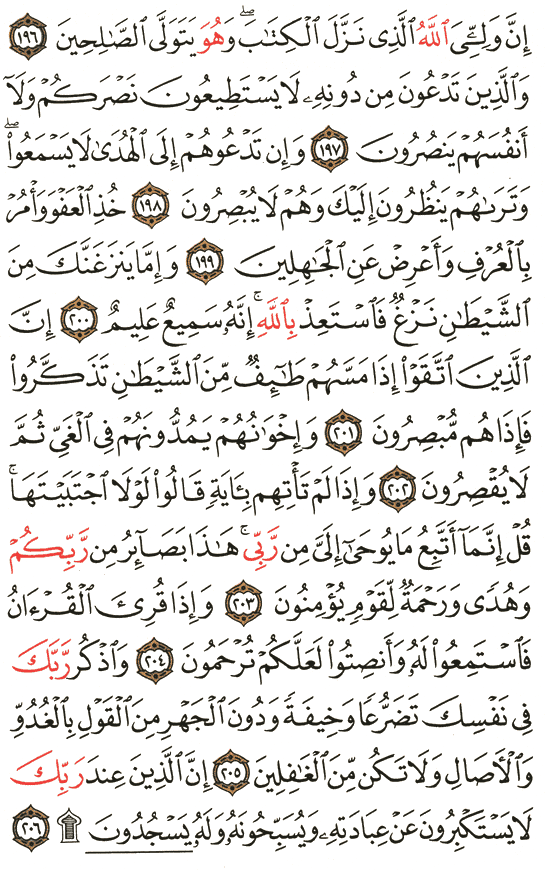 إِنَّ وَلِـِّۧيَ ٱللَّهُ ٱلَّذِي نَزَّلَ ٱلۡكِتَٰبَۖ وَهُوَ يَتَوَلَّى ٱلصَّٰلِحِينَ ١٩٦
وَٱلَّذِينَ تَدۡعُونَ مِن دُونِهِۦ لَا يَسۡتَطِيعُونَ نَصۡرَكُمۡ وَلَآ
أَنفُسَهُمۡ يَنصُرُونَ ١٩٧ وَإِن تَدۡعُوهُمۡ إِلَى ٱلۡهُدَىٰ لَا يَسۡمَعُواْۖ
وَتَرَىٰهُمۡ يَنظُرُونَ إِلَيۡكَ وَهُمۡ لَا يُبۡصِرُونَ ١٩٨ خُذِ ٱلۡعَفۡوَ وَأۡمُرۡ
بِٱلۡعُرۡفِ وَأَعۡرِضۡ عَنِ ٱلۡجَٰهِلِينَ ١٩٩ وَإِمَّا يَنزَغَنَّكَ مِنَ
ٱلشَّيۡطَٰنِ نَزۡغٞ فَٱسۡتَعِذۡ بِٱللَّهِۚ إِنَّهُۥ سَمِيعٌ عَلِيمٌ ٢٠٠ إِنَّ
ٱلَّذِينَ ٱتَّقَوۡاْ إِذَا مَسَّهُمۡ طَٰٓئِفٞ مِّنَ ٱلشَّيۡطَٰنِ تَذَكَّرُواْ
فَإِذَا هُم مُّبۡصِرُونَ ٢٠١ وَإِخۡوَٰنُهُمۡ يَمُدُّونَهُمۡ فِي ٱلۡغَيِّ ثُمَّ
لَا يُقۡصِرُونَ ٢٠٢ وَإِذَا لَمۡ تَأۡتِهِم بِـَٔايَةٖ قَالُواْ لَوۡلَا ٱجۡتَبَيۡتَهَاۚ
قُلۡ إِنَّمَآ أَتَّبِعُ مَا يُوحَىٰٓ إِلَيَّ مِن رَّبِّيۚ هَٰذَا بَصَآئِرُ مِن رَّبِّكُمۡ
وَهُدٗى وَرَحۡمَةٞ لِّقَوۡمٖ يُؤۡمِنُونَ ٢٠٣ وَإِذَا قُرِئَ ٱلۡقُرۡءَانُ
فَٱسۡتَمِعُواْ لَهُۥ وَأَنصِتُواْ لَعَلَّكُمۡ تُرۡحَمُونَ ٢٠٤ وَٱذۡكُر رَّبَّكَ
فِي نَفۡسِكَ تَضَرُّعٗا وَخِيفَةٗ وَدُونَ ٱلۡجَهۡرِ مِنَ ٱلۡقَوۡلِ بِٱلۡغُدُوِّ
وَٱلۡأٓصَالِ وَلَا تَكُن مِّنَ ٱلۡغَٰفِلِينَ ٢٠٥ إِنَّ ٱلَّذِينَ عِندَ رَبِّكَ
لَا يَسۡتَكۡبِرُونَ عَنۡ عِبَادَتِهِۦ وَيُسَبِّحُونَهُۥ وَلَهُۥ يَسۡجُدُونَۤ ۩ ٢٠٦